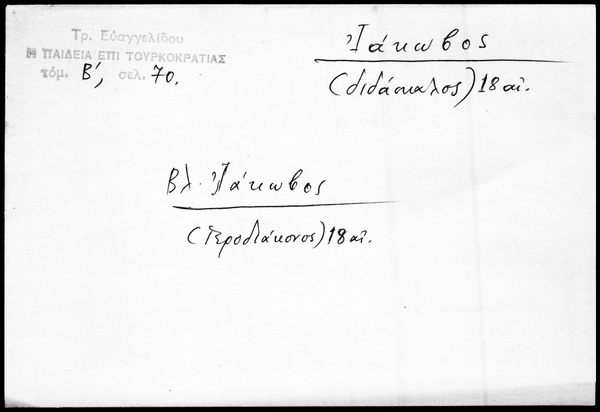 Τρ. Εὐαγγελίδου
Η ΠΑΙΔΕΙΑ ΕΠΙ ΤΟΥΡΚΟΚΡΑΤΙΑΣ
τόμ. Β', σελ. 70.
Ἰάκωβος
(διδάσκαλος) 18 αἰ.
Βλ. Ἰάκωβος
(Ἱεροδιάκονος) 18 αἰ.